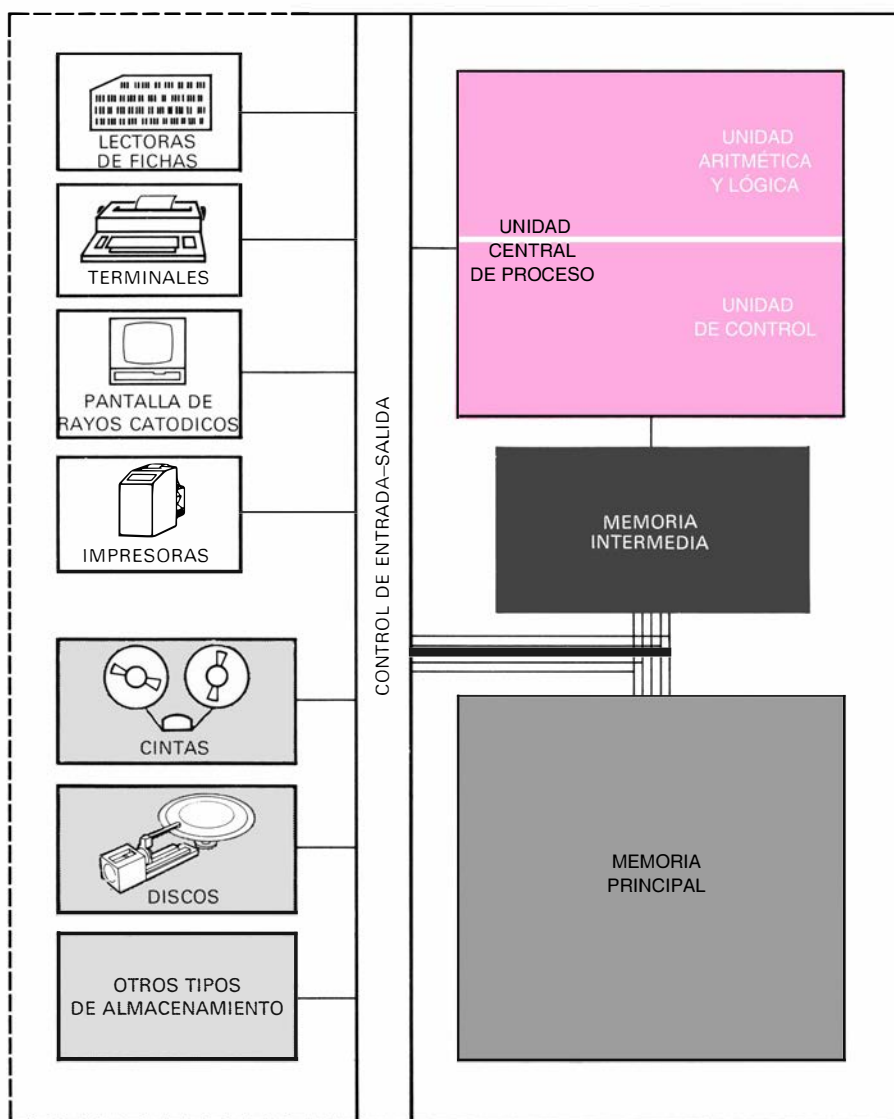 LECTORAS
DE FICHAS
TERMINALES
PANTALLA DE
RAYOS CATODICOS
IMPRESORAS
CINTAS
DISCOS
OTROS TIPOS
DE ALMACENAMIENTO
CONTROL DE ENTRADA–SALIDA
UNIDAD
ARITMÉTICA
Y LÓGICA
UNIDAD
CENTRAL
DE PROCESO
UNIDAD
DE CONTROL
MEMORIA
INTERMEDIA
MEMORIA
PRINCIPAL